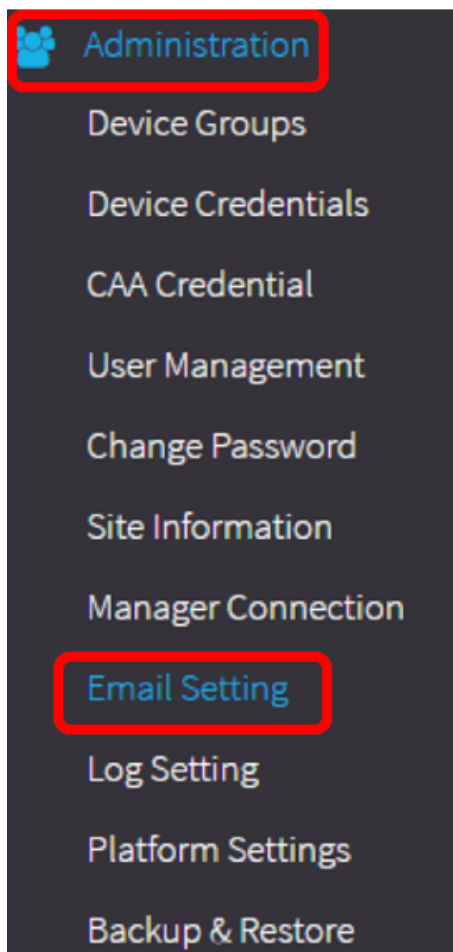 Administration
Device Groups
Device Credentials
CAA Credential
User Management
Change Password
Site Information
Manager Connection
Email Setting
Log Setting
Platform Settings
Backup & Restore